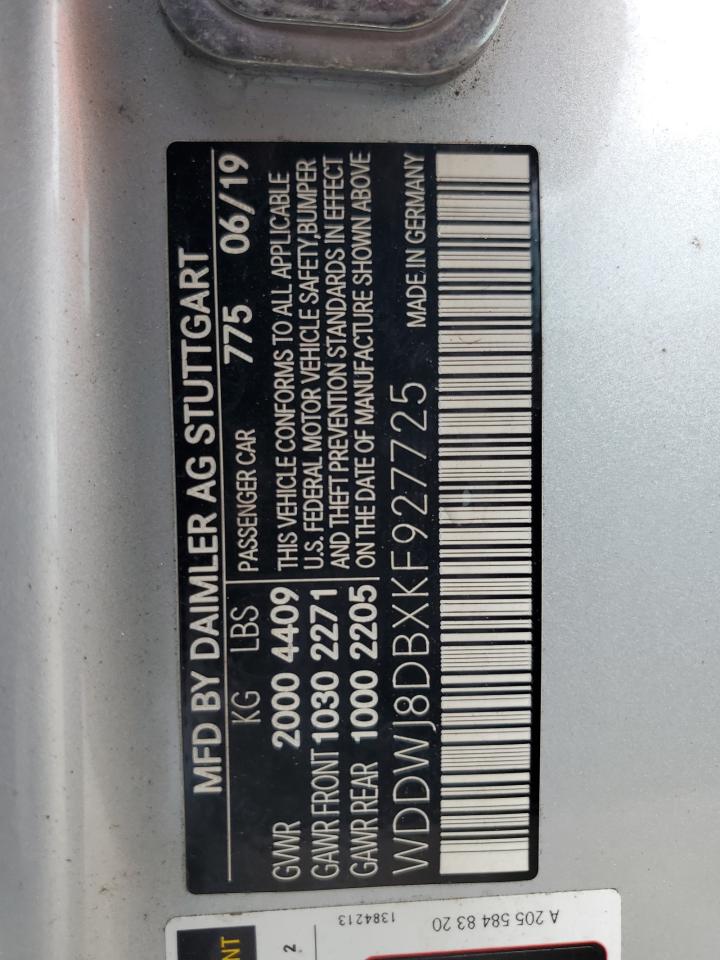 MFD BY DAIMLER AG STUTTGART
KG LBS PASSENGER CAR 775 06/19
GVWR 2000 4409
GAWR FRONT 1030 2271
GAWR REAR 1000 2205
THIS VEHICLE CONFORMS TO ALL APPLICABLE
U.S. FEDERAL MOTOR VEHICLE SAFETY,BUMPER
AND THEFT PREVENTION STANDARDS IN EFFECT
ON THE DATE OF MANUFACTURE SHOWN ABOVE
WDDWJ8DBXKF927725 MADE IN GERMANY
2
1384213
A 205 584 83 20